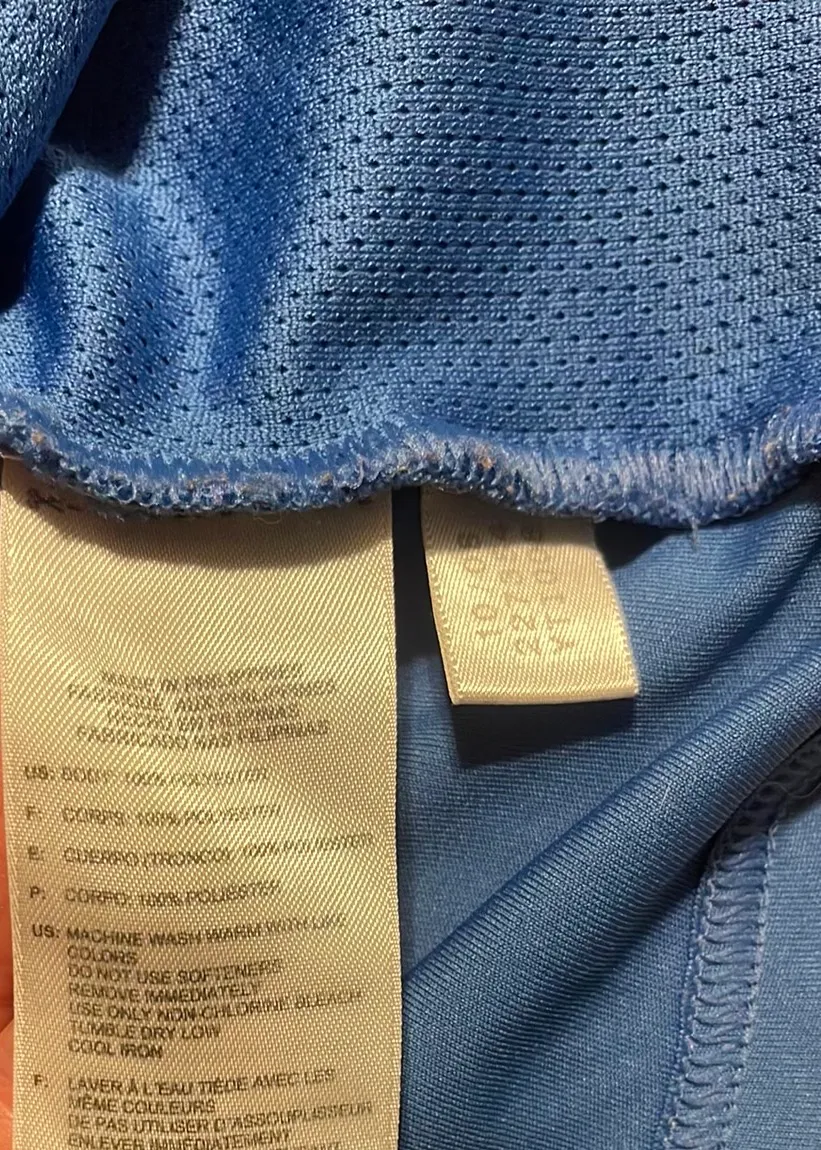 MADE IN PHILIPPINES
FABRIQUÉ AUX PHILIPPINES
HECHO EN FILIPINAS
FABRICADO NAS FILIPINAS
US: BODY: 100% POLYESTER
F: CORPS: 100% POLYESTER
E: CUERPO (TRONCO): 100% POLIESTER
P: CORPO: 100% POLIESTER
US: MACHINE WASH WARM WITH LIKE
COLORS
DO NOT USE SOFTENERS
REMOVE IMMEDIATELY
USE ONLY NON-CHLORINE BLEACH
TUMBLE DRY LOW
COOL IRON
F: LAVER À L'EAU TIÈDE AVEC LES
MÊME COULEURS
DE PAS UTILISER D'ASSOUPLISSEUR
ENLEVER IMMÉDIATEMENT